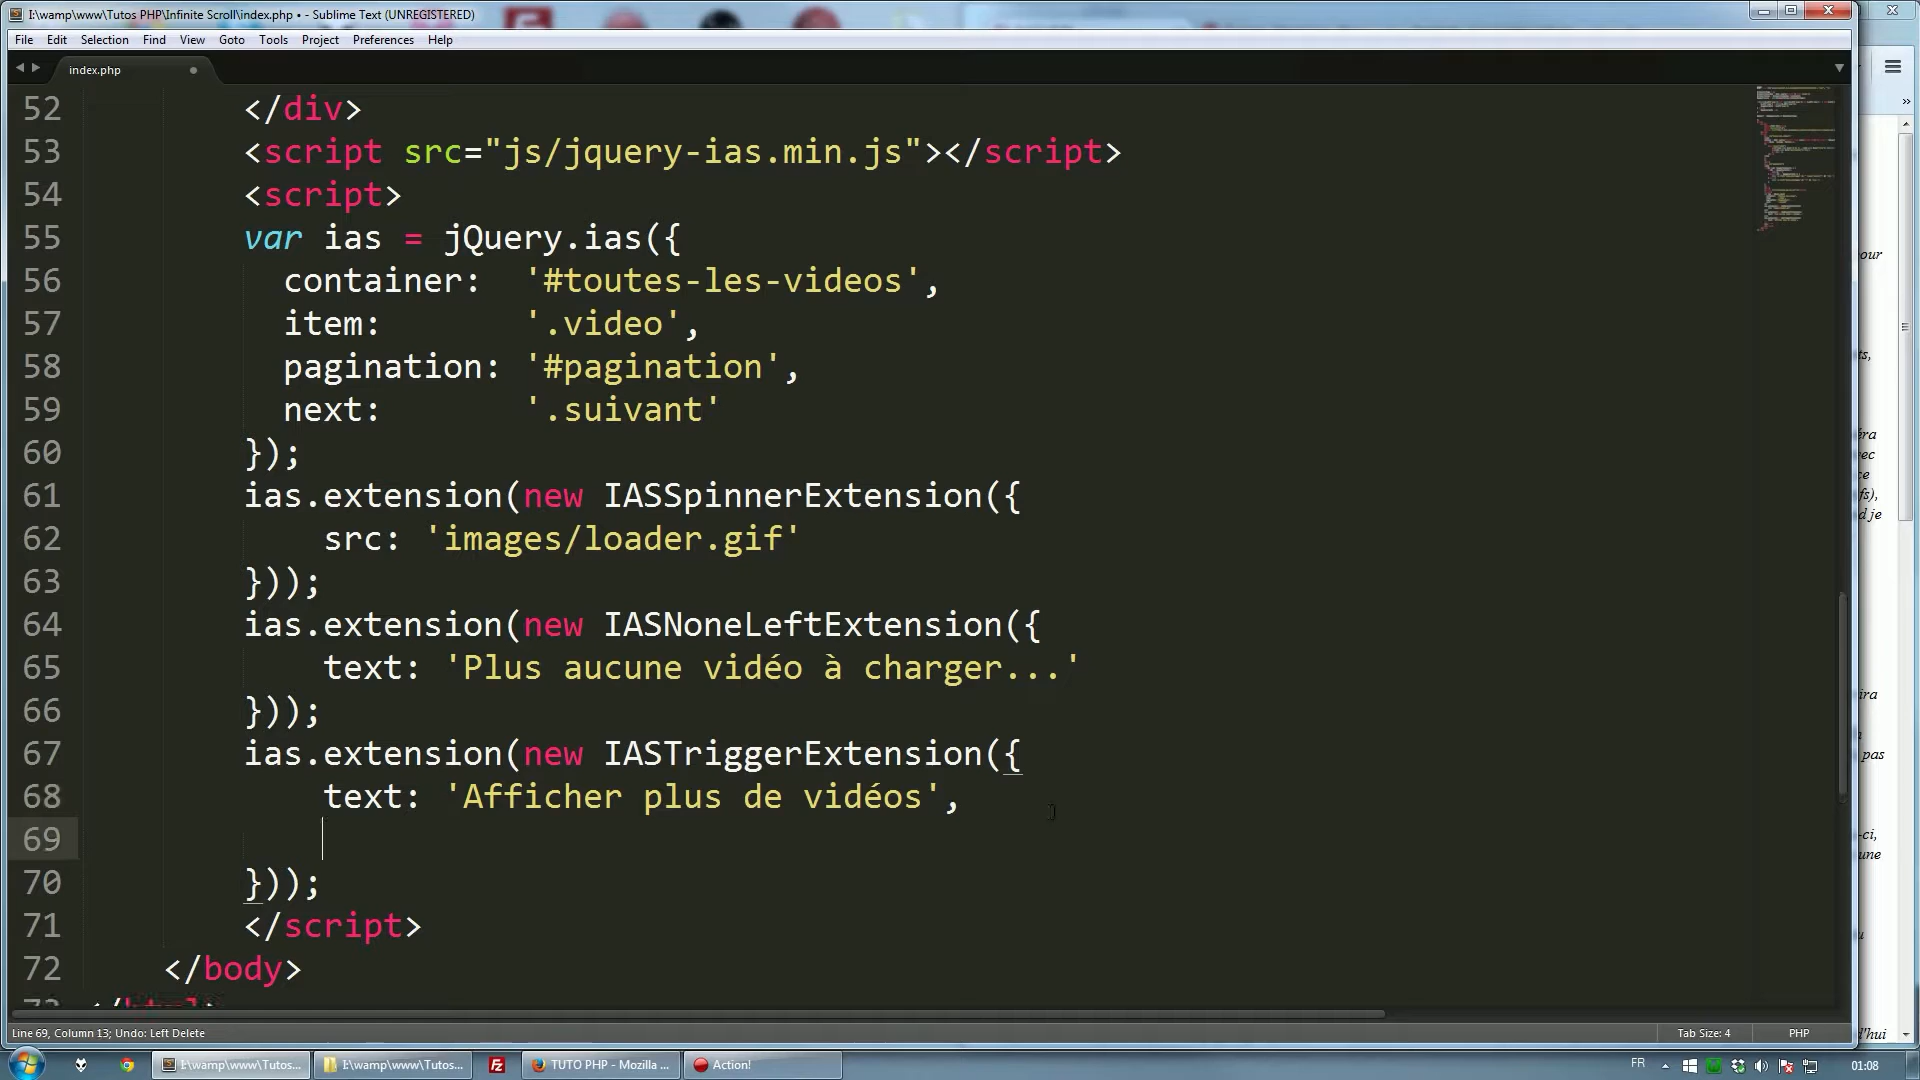 I:\wamp\www\Tutos PHP\Infinite Scroll\index.php • - Sublime Text (UNREGISTERED)
File Edit Selection Find View Goto Tools Project Preferences Help
index.php
52 </div>
53 <script src="js/jquery-ias.min.js"></script>
54 <script>
55 var ias = jQuery.ias({
56 container: '#toutes-les-videos',
57 item: '.video',
58 pagination: '#pagination',
59 next: '.suivant'
60 });
61 ias.extension(new IASSpinnerExtension({
62 src: 'images/loader.gif'
63 }));
64 ias.extension(new IASNoneLeftExtension({
65 text: 'Plus aucune vidéo à charger...'
66 }));
67 ias.extension(new IASTriggerExtension({
68 text: 'Afficher plus de vidéos',
69
70 }));
71 </script>
72 </body>
Line 69, Column 13; Undo: Left Delete
Tab Size: 4
PHP
I:\wamp\www\Tutos...
I:\wamp\www\Tutos...
TUTO PHP - Mozilla ...
Action!
FR
01:08